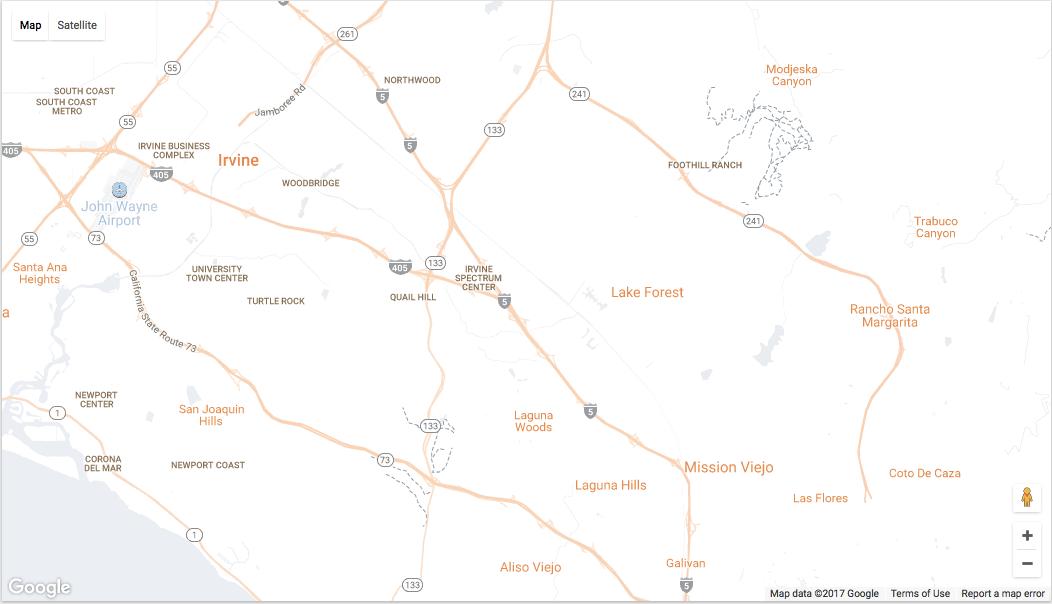 Map
Satellite
261
NORTHWOOD
Modjeska
Canyon
55
SOUTH COAST
SOUTH COAST
METRO
5
241
Jamboree Rd
55
133
405
IRVINE BUSINESS
COMPLEX
5
Irvine
FOOTHILL RANCH
405
WOODBRIDGE
John Wayne
Airport
241
Trabuco
Canyon
55
73
Santa Ana
Heights
UNIVERSITY
TOWN CENTER
405
133
IRVINE
SPECTRUM
CENTER
TURTLE ROCK
QUAIL HILL
5
Lake Forest
a
California State Route 73
Rancho Santa
Margarita
NEWPORT
CENTER
1
San Joaquin
Hills
133
Laguna
Woods
5
CORONA
DEL MAR
NEWPORT COAST
73
Mission Viejo
Laguna Hills
Las Flores
Coto De Caza
1
Aliso Viejo
Galivan
133
5
+
−
Google
Map data ©2017 Google
Terms of Use
Report a map error